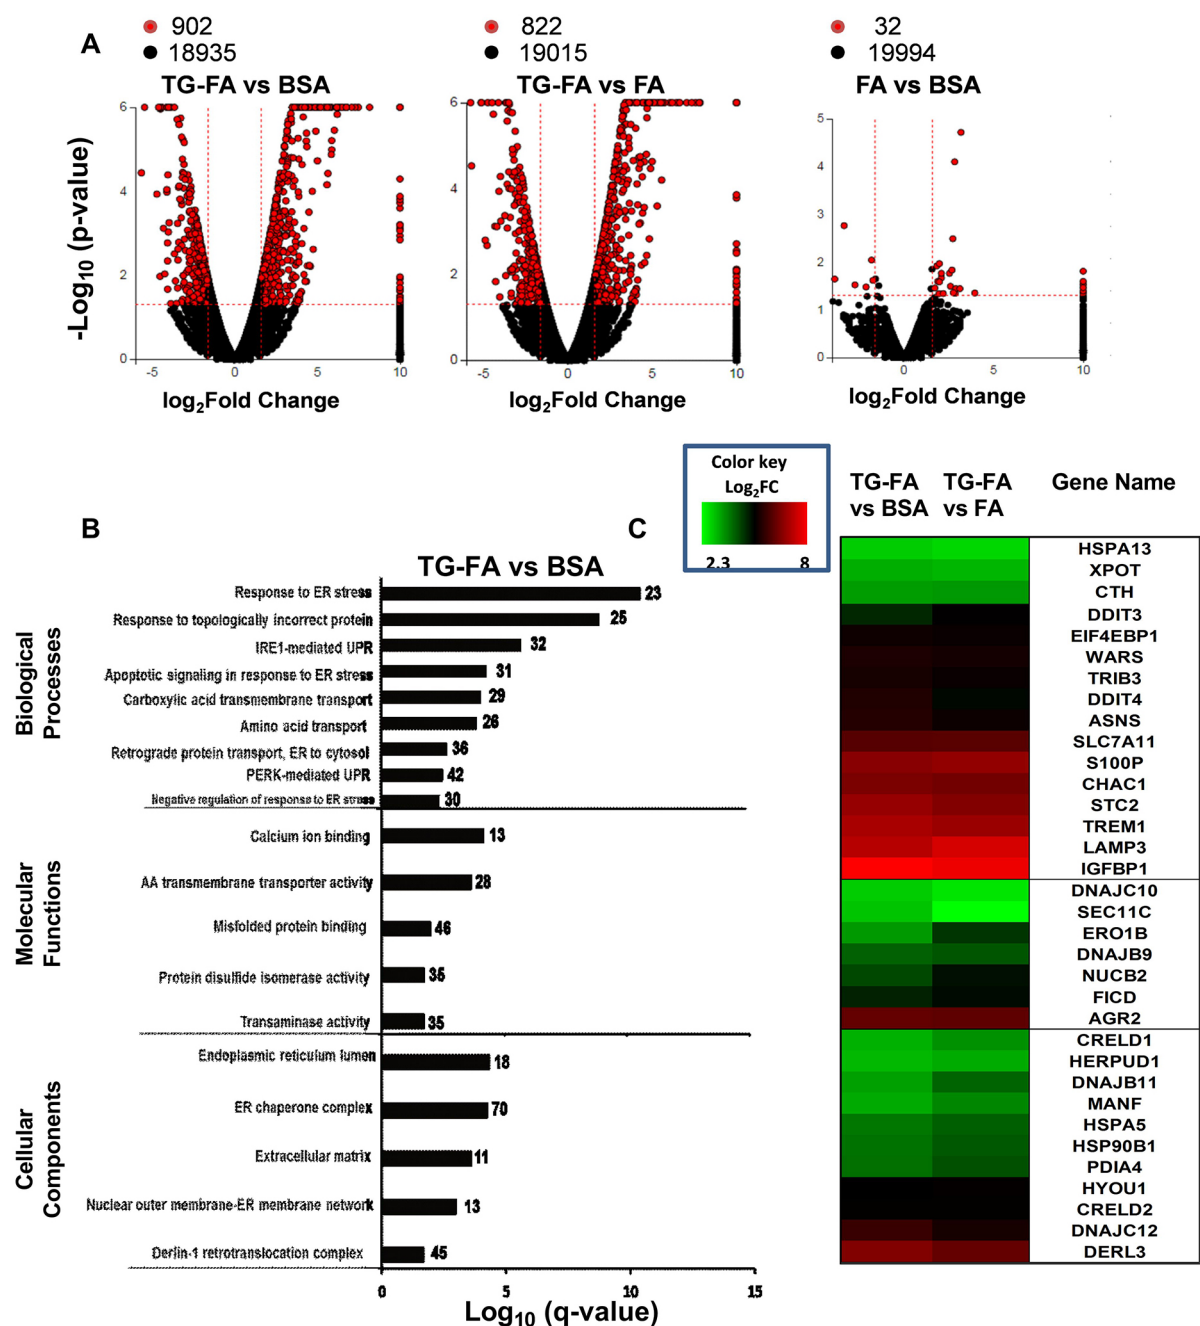 A
902
18935
TG-FA vs BSA
822
19015
TG-FA vs FA
32
19994
FA vs BSA
-Log10 (p-value)
6
4
2
0
-5
0
5
10
log2Fold Change
6
4
2
0
-5
0
5
10
log2Fold Change
5
4
3
2
1
0
0
5
10
log2Fold Change
B
TG-FA vs BSA
Biological
Processes
Response to ER stress 23
Response to topologically incorrect protein 25
IRE1-mediated UPR 32
Apoptotic signaling in response to ER stress 31
Carboxylic acid transmembrane transport 29
Amino acid transport 26
Retrograde protein transport, ER to cytosol 36
PERK-mediated UPR 42
Negative regulation of response to ER stress 30
Molecular
Functions
Calcium ion binding 13
AA transmembrane transporter activity 28
Misfolded protein binding 46
Protein disulfide isomerase activity 35
Transaminase activity 35
Cellular
Components
Endoplasmic reticulum lumen 18
ER chaperone complex 70
Extracellular matrix 11
Nuclear outer membrane-ER membrane network 13
Derlin-1 retrotranslocation complex 45
0 5 10 15
Log10 (q-value)
C
Color key
Log2FC
2.3 8
TG-FA
vs BSA
TG-FA
vs FA
Gene Name
HSPA13
XPOT
CTH
DDIT3
EIF4EBP1
WARS
TRIB3
DDIT4
ASNS
SLC7A11
S100P
CHAC1
STC2
TREM1
LAMP3
IGFBP1
DNAJC10
SEC11C
ERO1B
DNAJB9
NUCB2
FICD
AGR2
CRELD1
HERPUD1
DNAJB11
MANF
HSPA5
HSP90B1
PDIA4
HYOU1
CRELD2
DNAJC12
DERL3